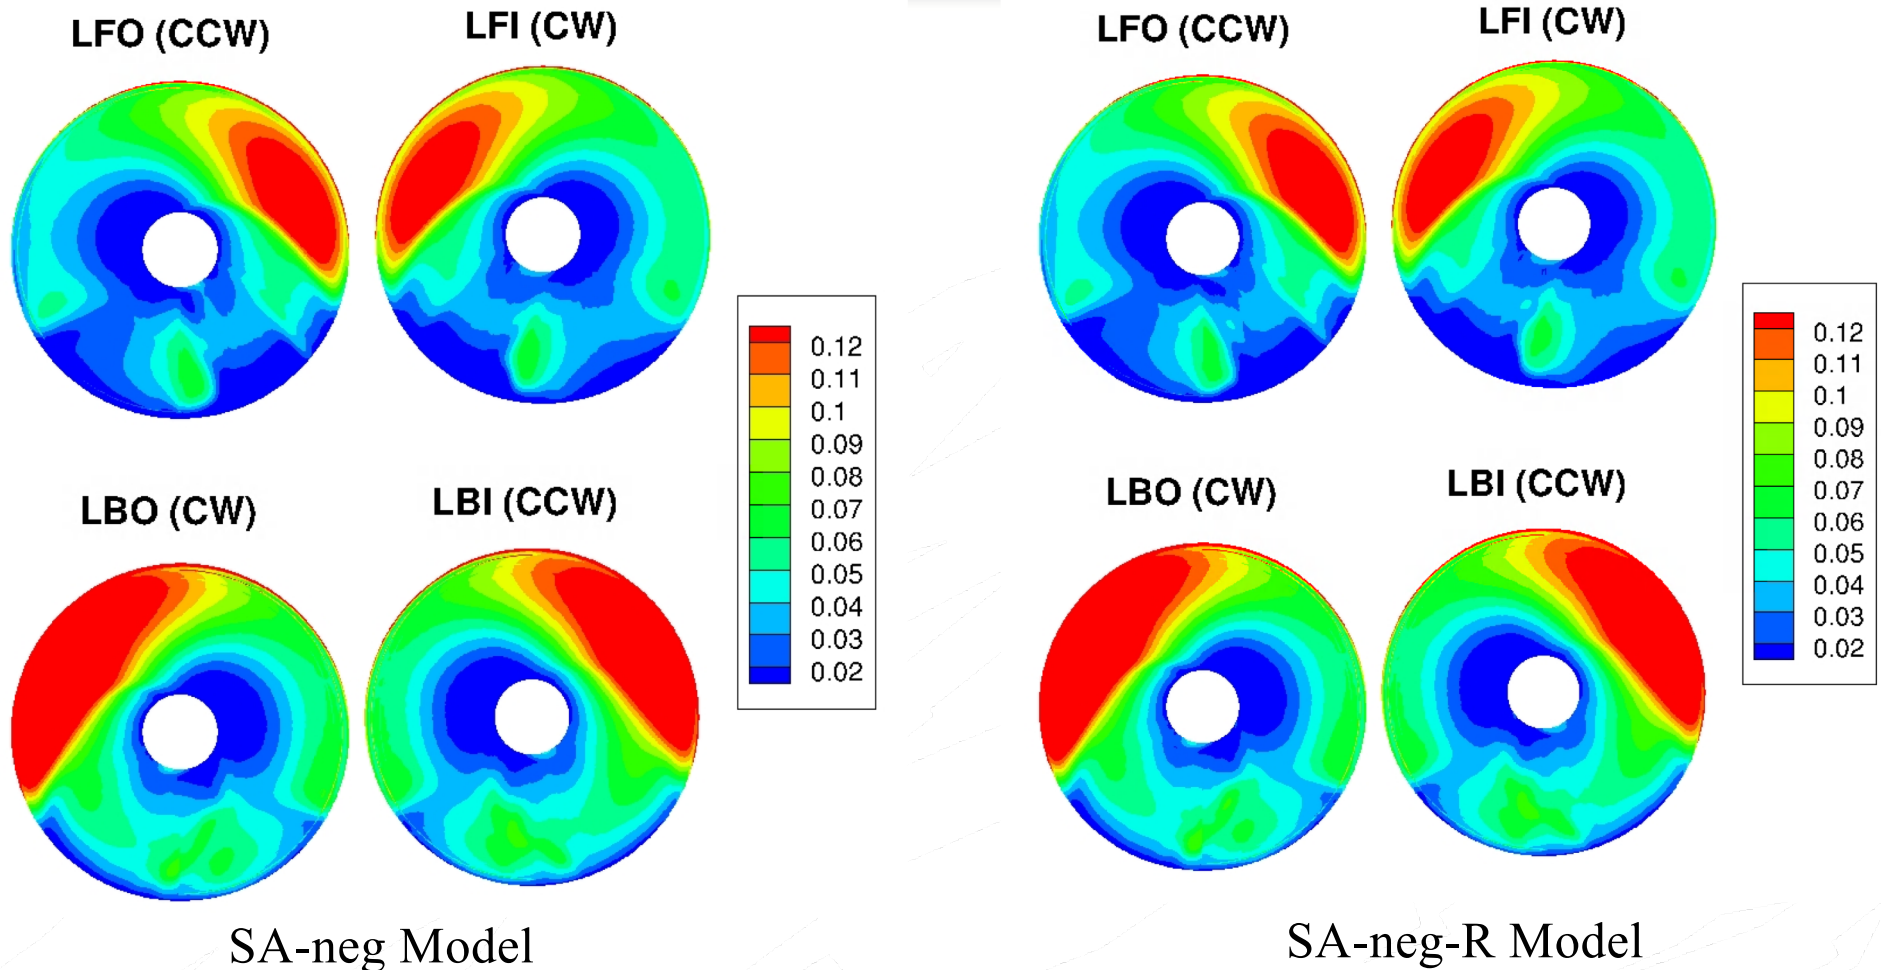 LFO (CCW)
LFI (CW)
0.12
0.11
0.1
0.09
0.08
0.07
0.06
0.05
0.04
0.03
0.02
LBO (CW)
LBI (CCW)
SA-neg Model
LFO (CCW)
LFI (CW)
0.12
0.11
0.1
0.09
0.08
0.07
0.06
0.05
0.04
0.03
0.02
LBO (CW)
LBI (CCW)
SA-neg-R Model